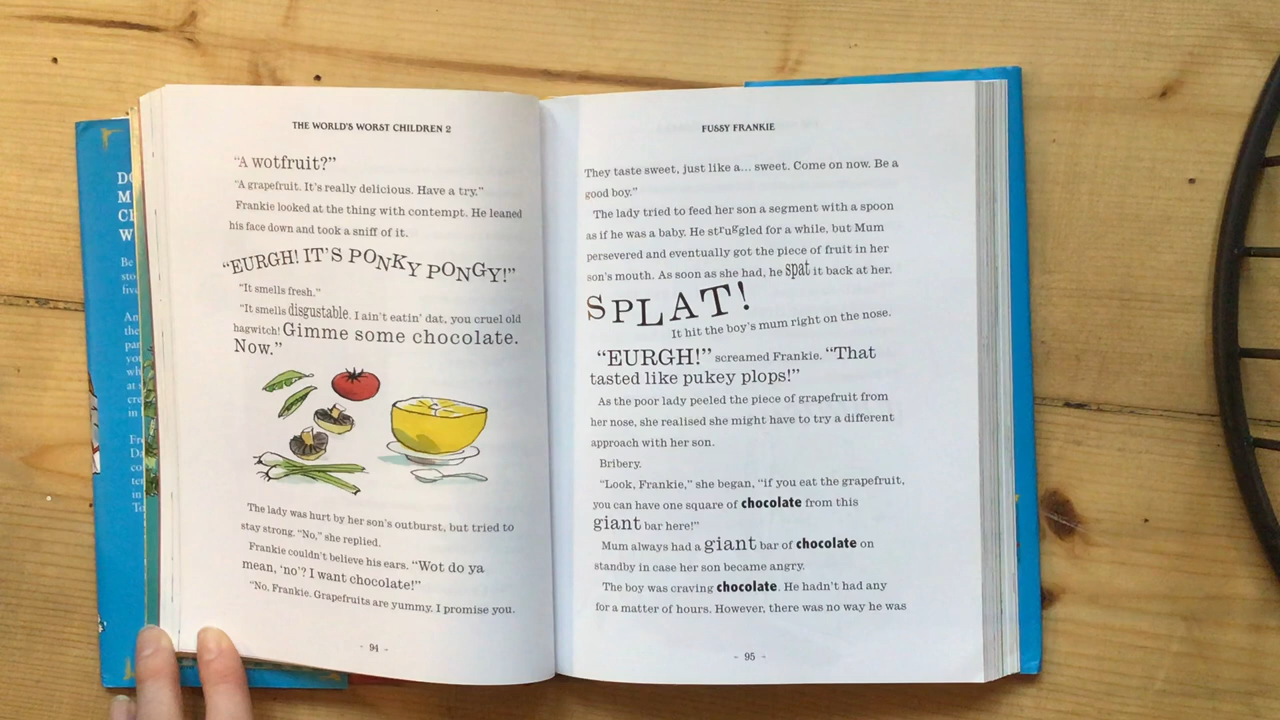 THE WORLD'S WORST CHILDREN 2
"A wotfruit?"
"A grapefruit. It's really delicious. Have a try."
Frankie looked at the thing with contempt. He leaned
his face down and took a sniff of it.
"EURGH! IT'S PONKY PONGY!"
"It smells fresh."
"It smells disgustable. I ain't eatin' dat, you cruel old
hagwitch! Gimme some chocolate.
Now."
The lady was hurt by her son's outburst, but tried to
stay strong. "No," she replied.
Frankie couldn't believe his ears. "Wot do ya
mean, 'no'? I want chocolate!"
"No, Frankie. Grapefruits are yummy. I promise you.
- 94 -
FUSSY FRANKIE
They taste sweet, just like a... sweet. Come on now. Be a
good boy."
The lady tried to feed her son a segment with a spoon
as if he was a baby. He struggled for a while, but Mum
persevered and eventually got the piece of fruit in her
son's mouth. As soon as she had, he spat it back at her.
SPLAT!
It hit the boy's mum right on the nose.
"EURGH!" screamed Frankie. "That
tasted like pukey plops!"
As the poor lady peeled the piece of grapefruit from
her nose, she realised she might have to try a different
approach with her son.
Bribery.
"Look, Frankie," she began, "if you eat the grapefruit,
you can have one square of chocolate from this
giant bar here!"
Mum always had a giant bar of chocolate on
standby in case her son became angry.
The boy was craving chocolate. He hadn't had any
for a matter of hours. However, there was no way he was
- 95 -